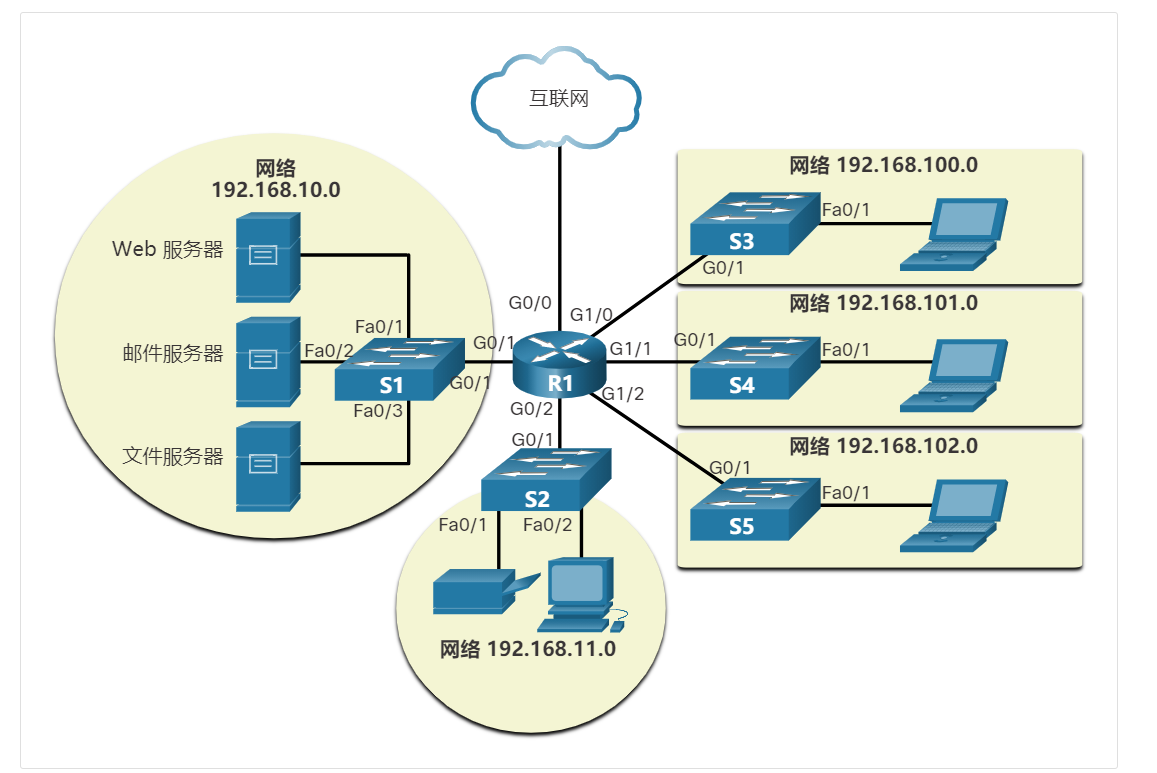 互联网
网络
192.168.10.0
Web 服务器
邮件服务器
文件服务器
Fa0/1
Fa0/2
Fa0/3
S1
G0/1
G0/1
G0/0
G1/0
R1
G1/1
G1/2
G0/2
G0/1
S2
Fa0/1
Fa0/2
网络 192.168.11.0
网络 192.168.100.0
S3
Fa0/1
G0/1
网络 192.168.101.0
G0/1
S4
Fa0/1
网络 192.168.102.0
G0/1
S5
Fa0/1